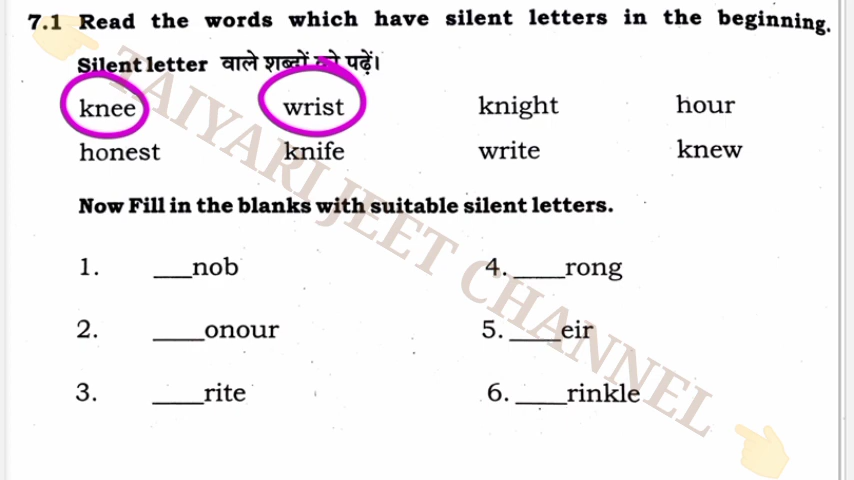 7.1 Read the words which have silent letters in the beginning.
Silent letter वाले शब्दों को पढ़ें।
knee wrist knight hour
honest knife write knew
Now Fill in the blanks with suitable silent letters.
1. ___nob 4. ____rong
2. ____onour 5. ____eir
3. ____rite 6. ____rinkle
TAIYARI JEET CHANNEL